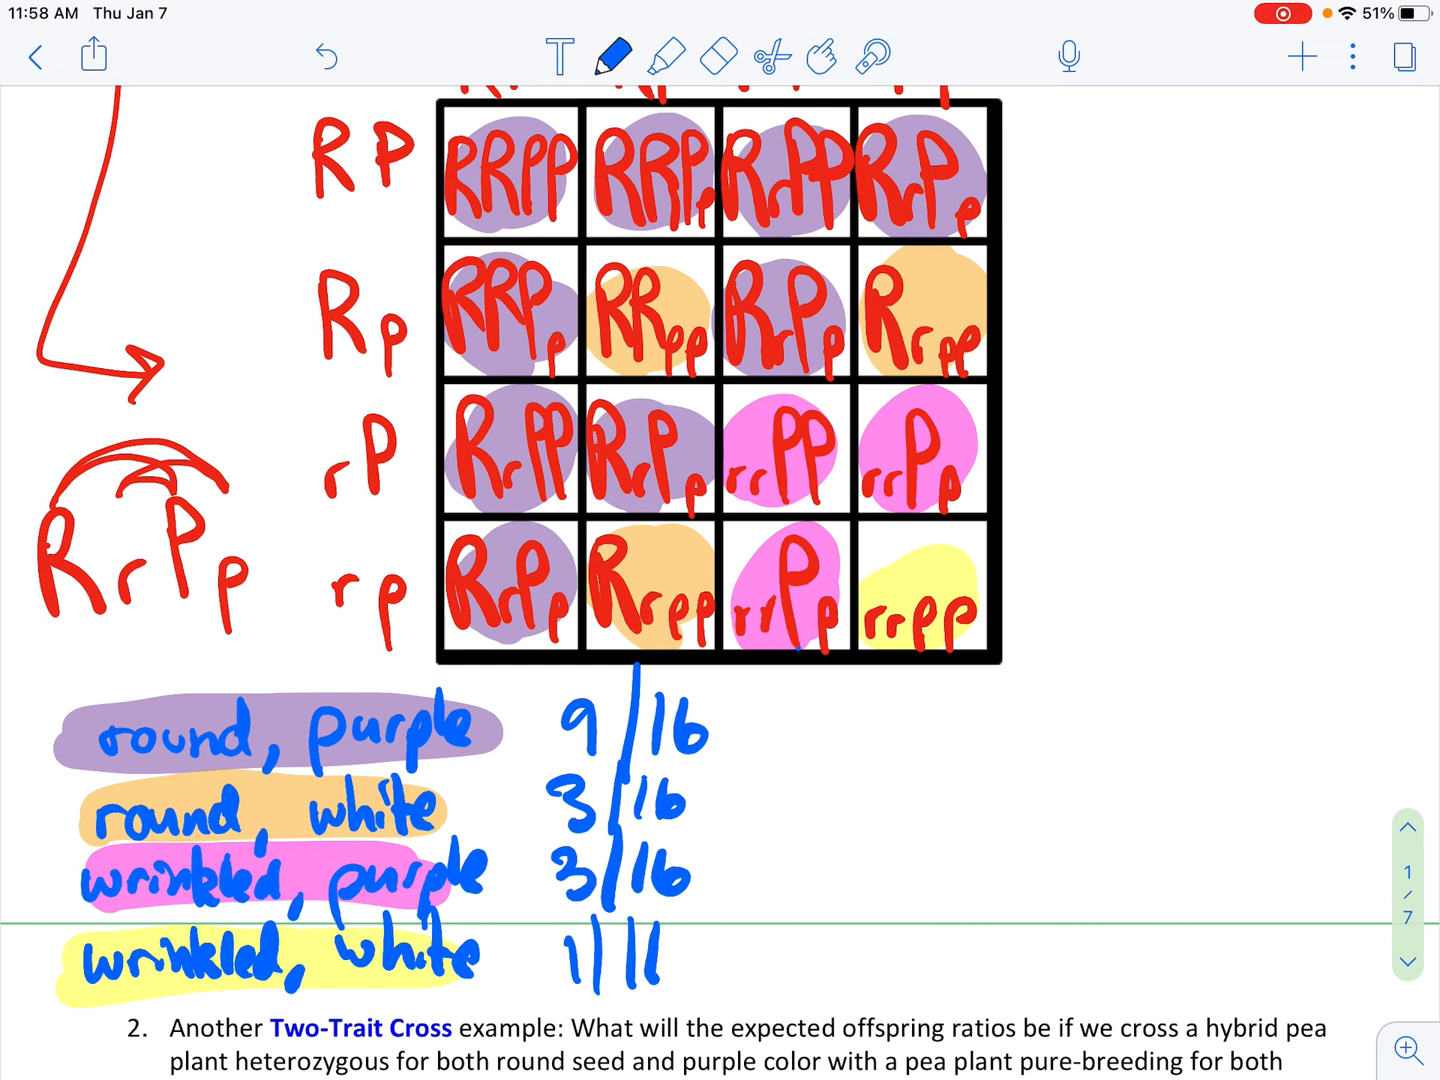 11:58 AM Thu Jan 7
51%
T
RP RRPP RRPp RrPP RrPp
Rp RRPp RRpp RrPp Rrpp
rP RrPP RrPp rrPP rrPp
RrPp
rp RrPp Rrpp rrPp rrpp
round, purple 9/16
round, white 3/16
wrinkled, purple 3/16
1
/
7
wrinkled, white
2. Another Two-Trait Cross example: What will the expected offspring ratios be if we cross a hybrid pea
plant heterozygous for both round seed and purple color with a pea plant pure-breeding for both